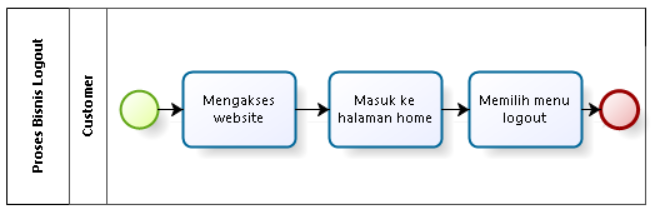 Proses Bisnis Logout
Customer
Mengakses
website
Masuk ke
halaman home
Memilih menu
logout